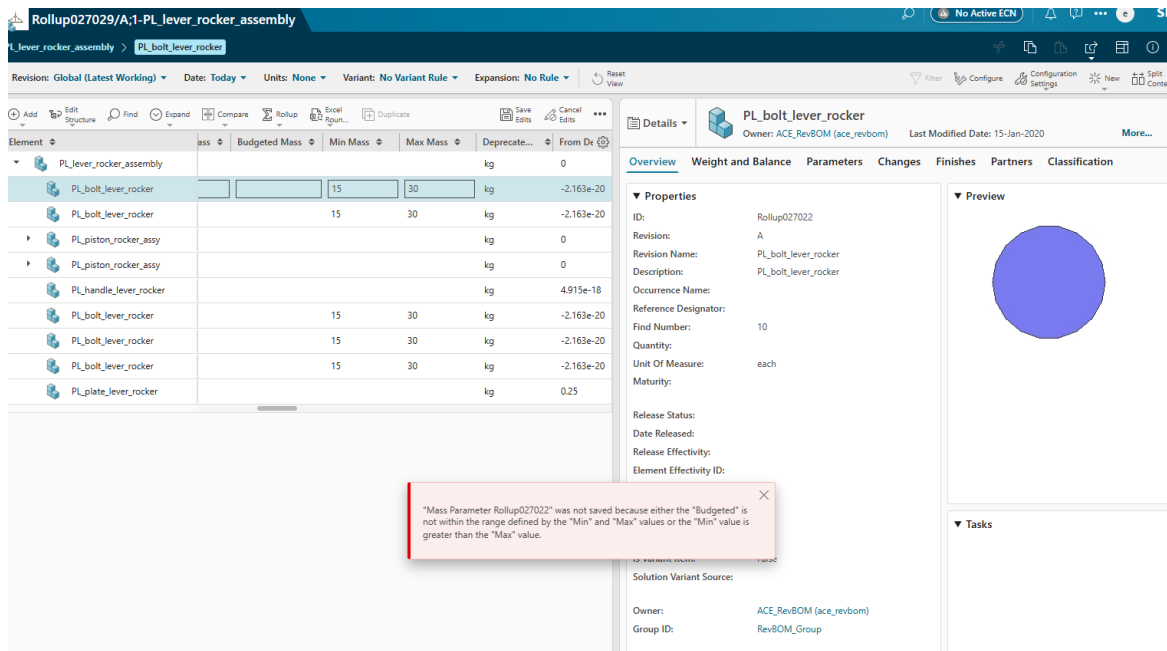 Rollup027029/A;1-PL_lever_rocker_assembly
No Active ECN
e
PL_lever_rocker_assembly > PL_bolt_lever_rocker
Revision: Global (Latest Working) Date: Today Units: None Variant: No Variant Rule Expansion: No Rule Reset View
Filter Configure Configuration Settings New Split
Add Edit Structure Find Expand Compare Rollup Excel Roun... Duplicate Save Edits Cancel Edits
Element ass Budgeted Mass Min Mass Max Mass Deprecate... From De
PL_lever_rocker_assembly kg 0
PL_bolt_lever_rocker 15 30 kg -2.163e-20
PL_bolt_lever_rocker 15 30 kg -2.163e-20
PL_piston_rocker_assy kg 0
PL_piston_rocker_assy kg 0
PL_handle_lever_rocker kg 4.915e-18
PL_bolt_lever_rocker 15 30 kg -2.163e-20
PL_bolt_lever_rocker 15 30 kg -2.163e-20
PL_bolt_lever_rocker 15 30 kg -2.163e-20
PL_plate_lever_rocker kg 0.25
Details
PL_bolt_lever_rocker
Owner: ACE_RevBOM (ace_revbom) Last Modified Date: 15-Jan-2020 More...
Overview Weight and Balance Parameters Changes Finishes Partners Classification
Properties
ID: Rollup027022
Revision: A
Revision Name: PL_bolt_lever_rocker
Description: PL_bolt_lever_rocker
Occurrence Name:
Reference Designator:
Find Number: 10
Quantity:
Unit Of Measure: each
Maturity:
Release Status:
Date Released:
Release Effectivity:
Element Effectivity ID:
"Mass Parameter Rollup027022" was not saved because either the "Budgeted" is
not within the range defined by the "Min" and "Max" values or the "Min" value is
greater than the "Max" value.
Solution Variant Source:
Owner: ACE_RevBOM (ace_revbom)
Group ID: RevBOM_Group
Preview
Tasks